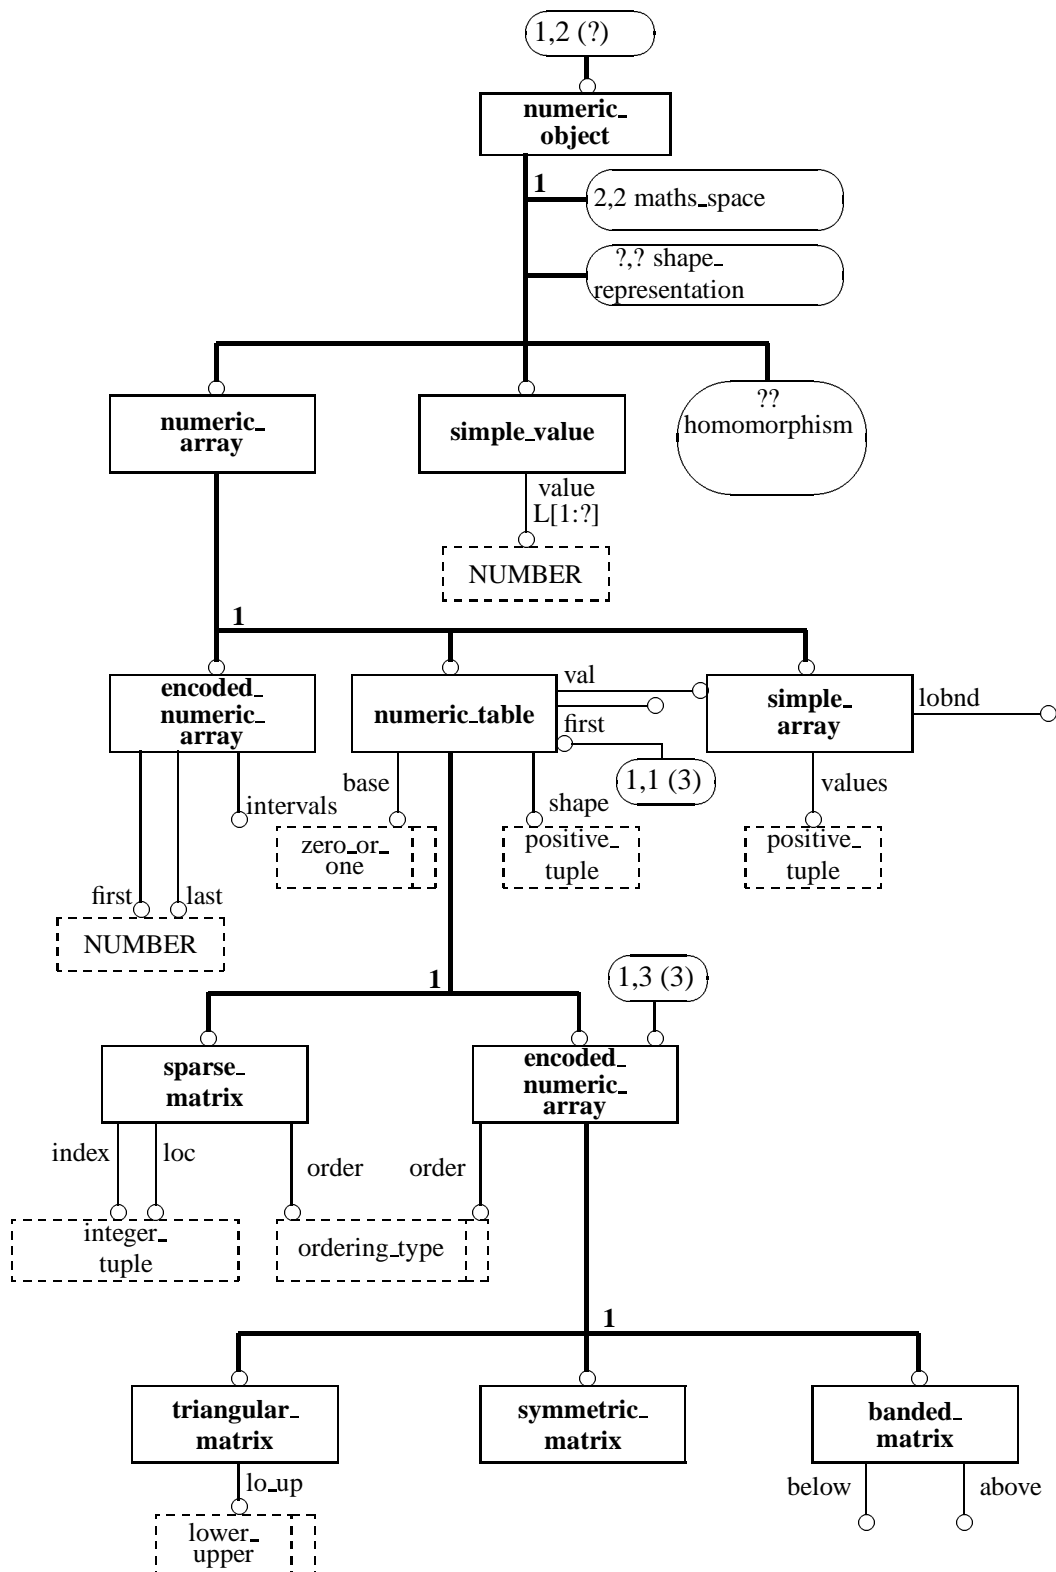 1,2 (?)
numeric_
object
1
2,2 maths_space
?,? shape_
representation
numeric_
array
simple_value
??
homomorphism
value
L[1:?]
NUMBER
1
encoded_
numeric_
array
numeric_table
val
first
simple_
array
lobnd
1,1 (3)
intervals
base
shape
values
zero_or_
one
positive_
tuple
positive_
tuple
first
last
NUMBER
1
1,3 (3)
sparse_
matrix
encoded_
numeric_
array
index
loc
order
order
integer_
tuple
ordering_type
1
triangular_
matrix
symmetric_
matrix
banded_
matrix
lo_up
below
above
lower_
upper